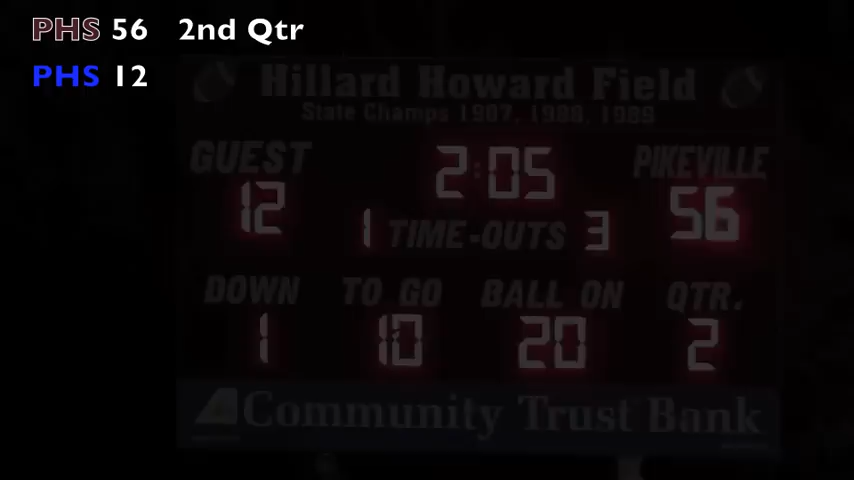 PHS 56 2nd Qtr
PHS 12
Hillard Howard Field
State Champs 1987, 1988, 1989
GUEST 2:05 PIKEVILLE
12 1 TIME-OUTS 3 56
DOWN TO GO BALL ON QTR.
1 10 20 2
Community Trust Bank